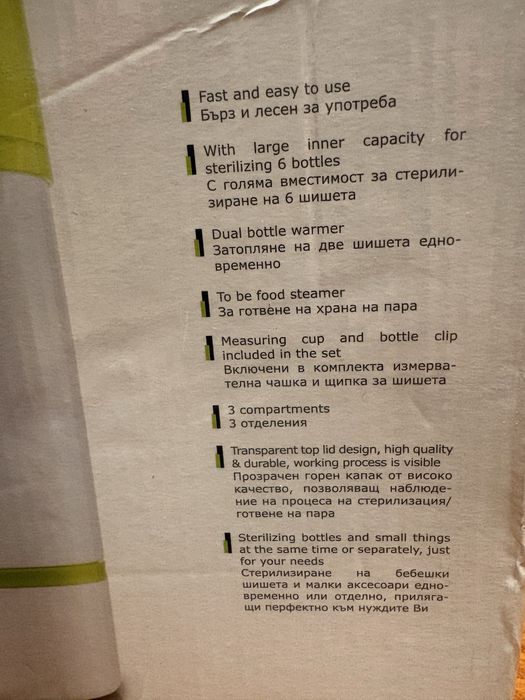 Fast and easy to use
Бърз и лесен за употреба
With large inner capacity for
sterilizing 6 bottles
С голяма вместимост за стерили-
зиране на 6 шишета
Dual bottle warmer
Затопляне на две шишета едно-
временно
To be food steamer
За готвене на храна на пара
Measuring cup and bottle clip
included in the set
Включени в комплекта измерва-
телна чашка и щипка за шишета
3 compartments
3 отделения
Transparent top lid design, high quality
& durable, working process is visible
Прозрачен горен капак от високо
качество, позволяващ наблюде-
ние на процеса на стерилизация/
готвене на пара
Sterilizing bottles and small things
at the same time or separately, just
for your needs
Стерилизиране на бебешки
шишета и малки аксесоари едно-
временно или отделно, приляга-
щи перфектно към нуждите Ви